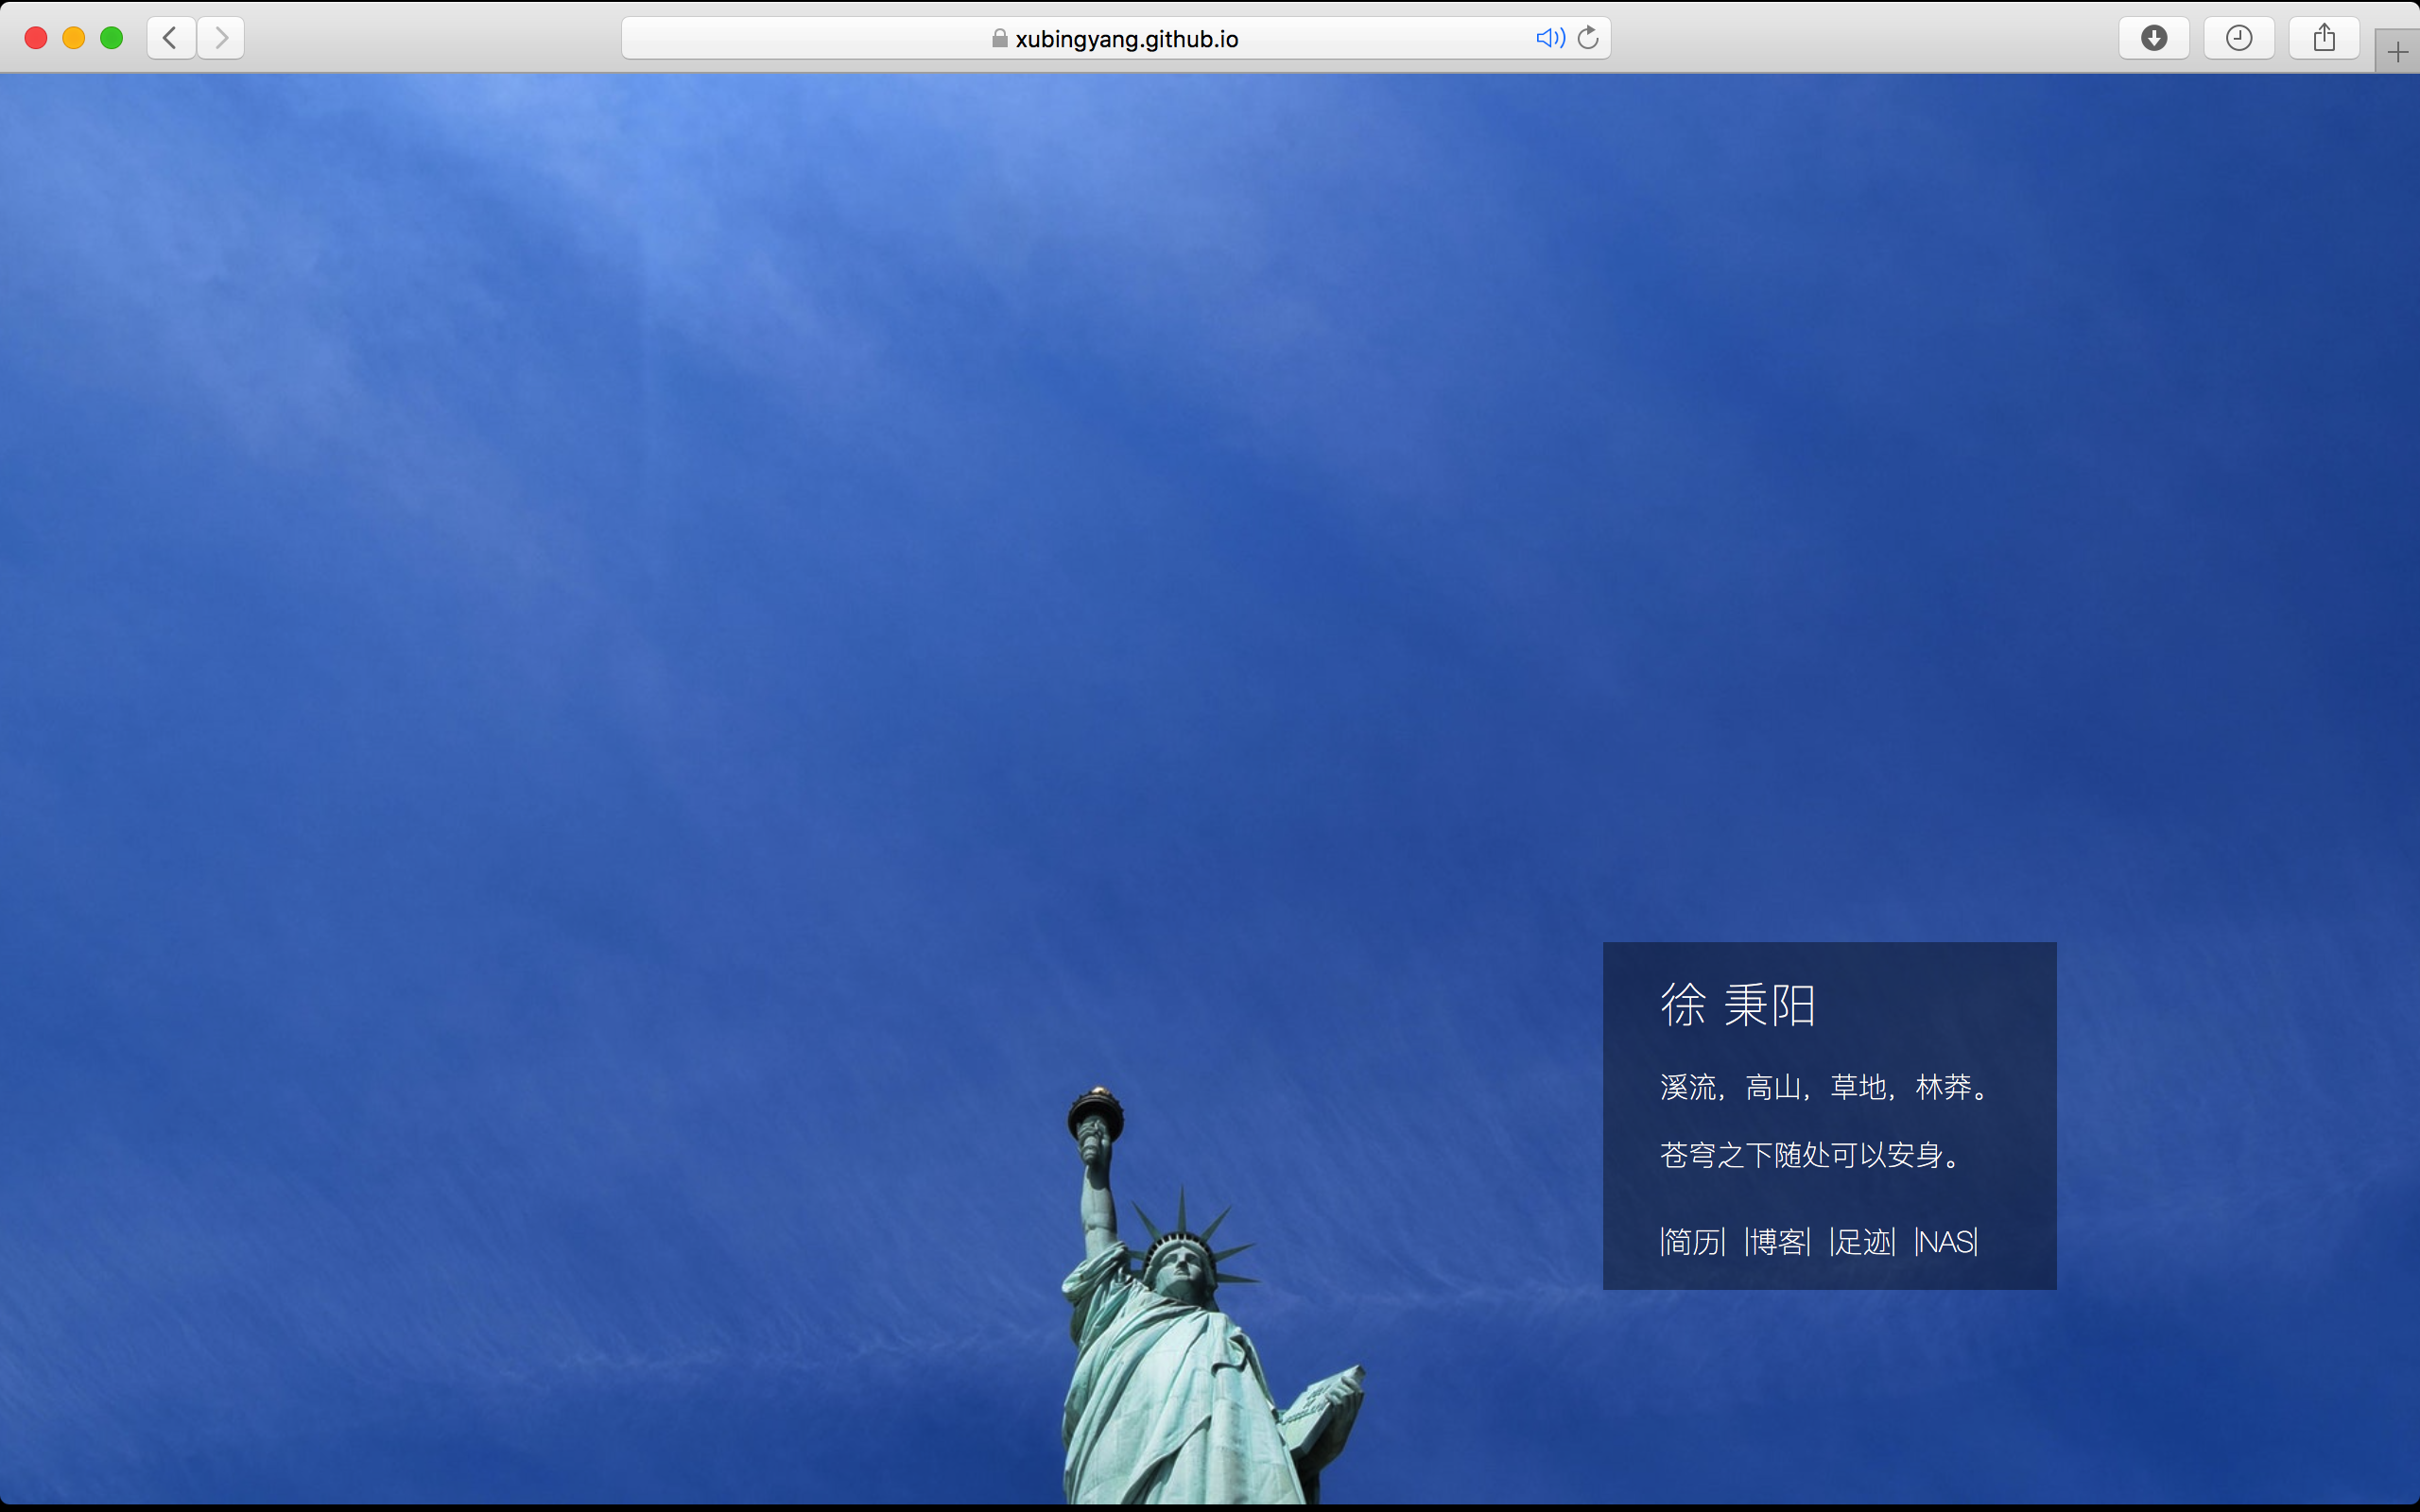 xubingyang.github.io
徐 秉阳
溪流，高山，草地，林莽。
苍穹之下随处可以安身。
|简历| |博客| |足迹| |NAS|